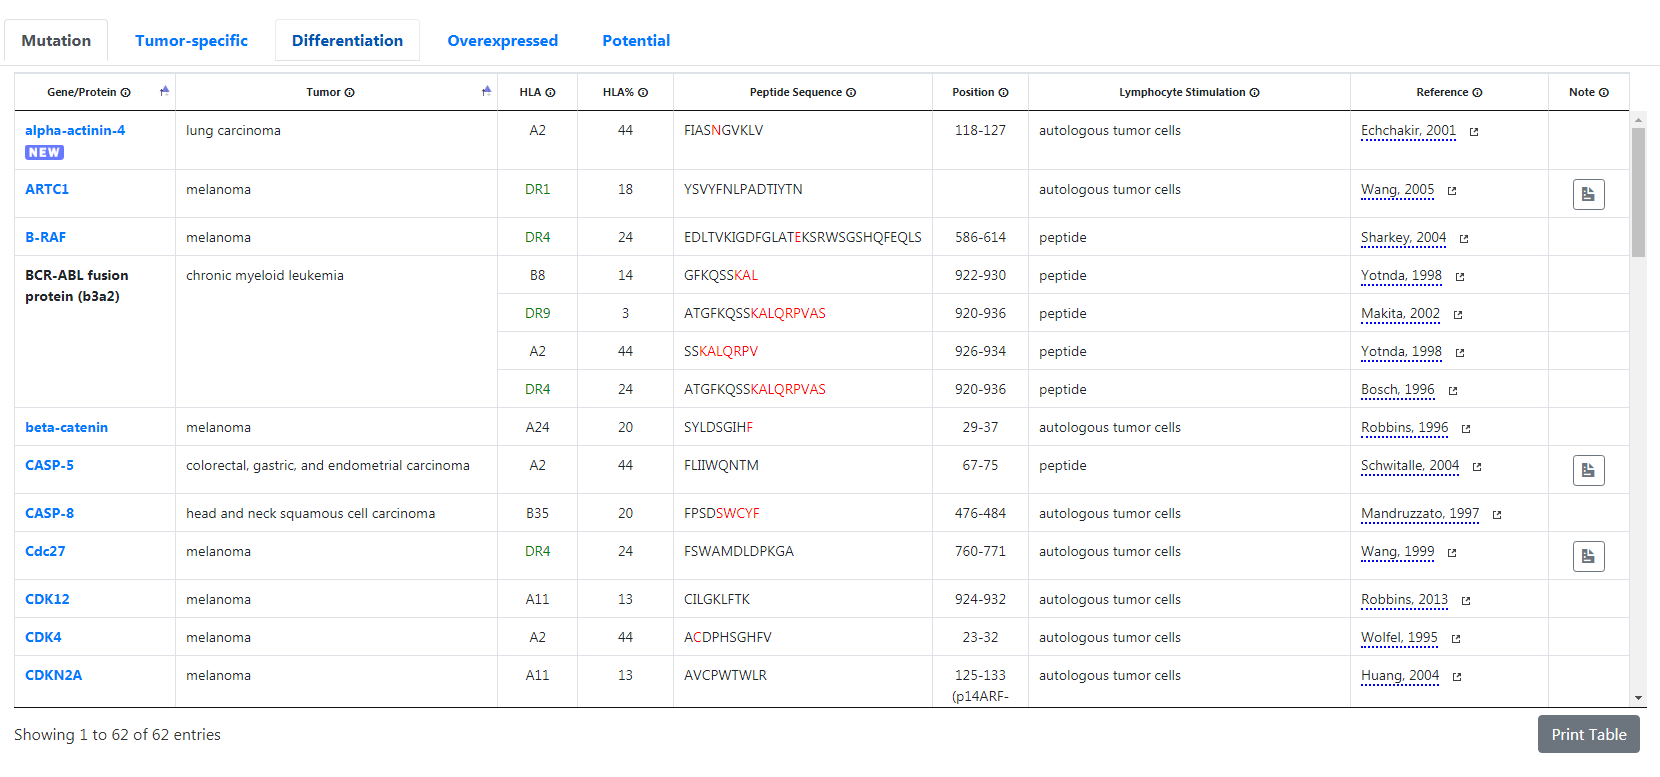 Mutation Tumor-specific Differentiation Overexpressed Potential
Gene/Protein Tumor HLA HLA% Peptide Sequence Position Lymphocyte Stimulation Reference Note
alpha-actinin-4 lung carcinoma A2 44 FIASNGVKLV 118-127 autologous tumor cells Echchakir, 2001
NEW
ARTC1 melanoma DR1 18 YSVYFNLPADTIYTN autologous tumor cells Wang, 2005
B-RAF melanoma DR4 24 EDLTVKIGDFGLATEKSRWSGSHQFEQLS 586-614 peptide Sharkey, 2004
BCR-ABL fusion chronic myeloid leukemia B8 14 GFKQSSKAL 922-930 peptide Yotnda, 1998
protein (b3a2)
DR9 3 ATGFKQSSKALQRPVAS 920-936 peptide Makita, 2002
A2 44 SSKALQRPV 926-934 peptide Yotnda, 1998
DR4 24 ATGFKQSSKALQRPVAS 920-936 peptide Bosch, 1996
beta-catenin melanoma A24 20 SYLDSGIHF 29-37 autologous tumor cells Robbins, 1996
CASP-5 colorectal, gastric, and endometrial carcinoma A2 44 FLIIWQNTM 67-75 peptide Schwitalle, 2004
CASP-8 head and neck squamous cell carcinoma B35 20 FPSDSWCYF 476-484 autologous tumor cells Mandruzzato, 1997
Cdc27 melanoma DR4 24 FSWAMDLDPKGA 760-771 autologous tumor cells Wang, 1999
CDK12 melanoma A11 13 CILGKLFTK 924-932 autologous tumor cells Robbins, 2013
CDK4 melanoma A2 44 ACDPHSGHFV 23-32 autologous tumor cells Wolfel, 1995
CDKN2A melanoma A11 13 AVCPWTWLR 125-133 autologous tumor cells Huang, 2004
(p14ARF-
Showing 1 to 62 of 62 entries Print Table